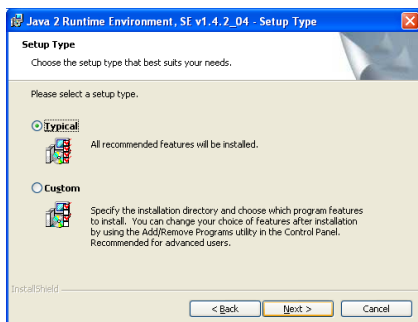 Java 2 Runtime Environment, SE v1.4.2_04 - Setup Type
Setup Type
Choose the setup type that best suits your needs.
Please select a setup type.
Typical
All recommended features will be installed.
Custom
Specify the installation directory and choose which program features
to install. You can change your choice of features after installation
by using the Add/Remove Programs utility in the Control Panel.
Recommended for advanced users.
InstallShield
< Back Next > Cancel